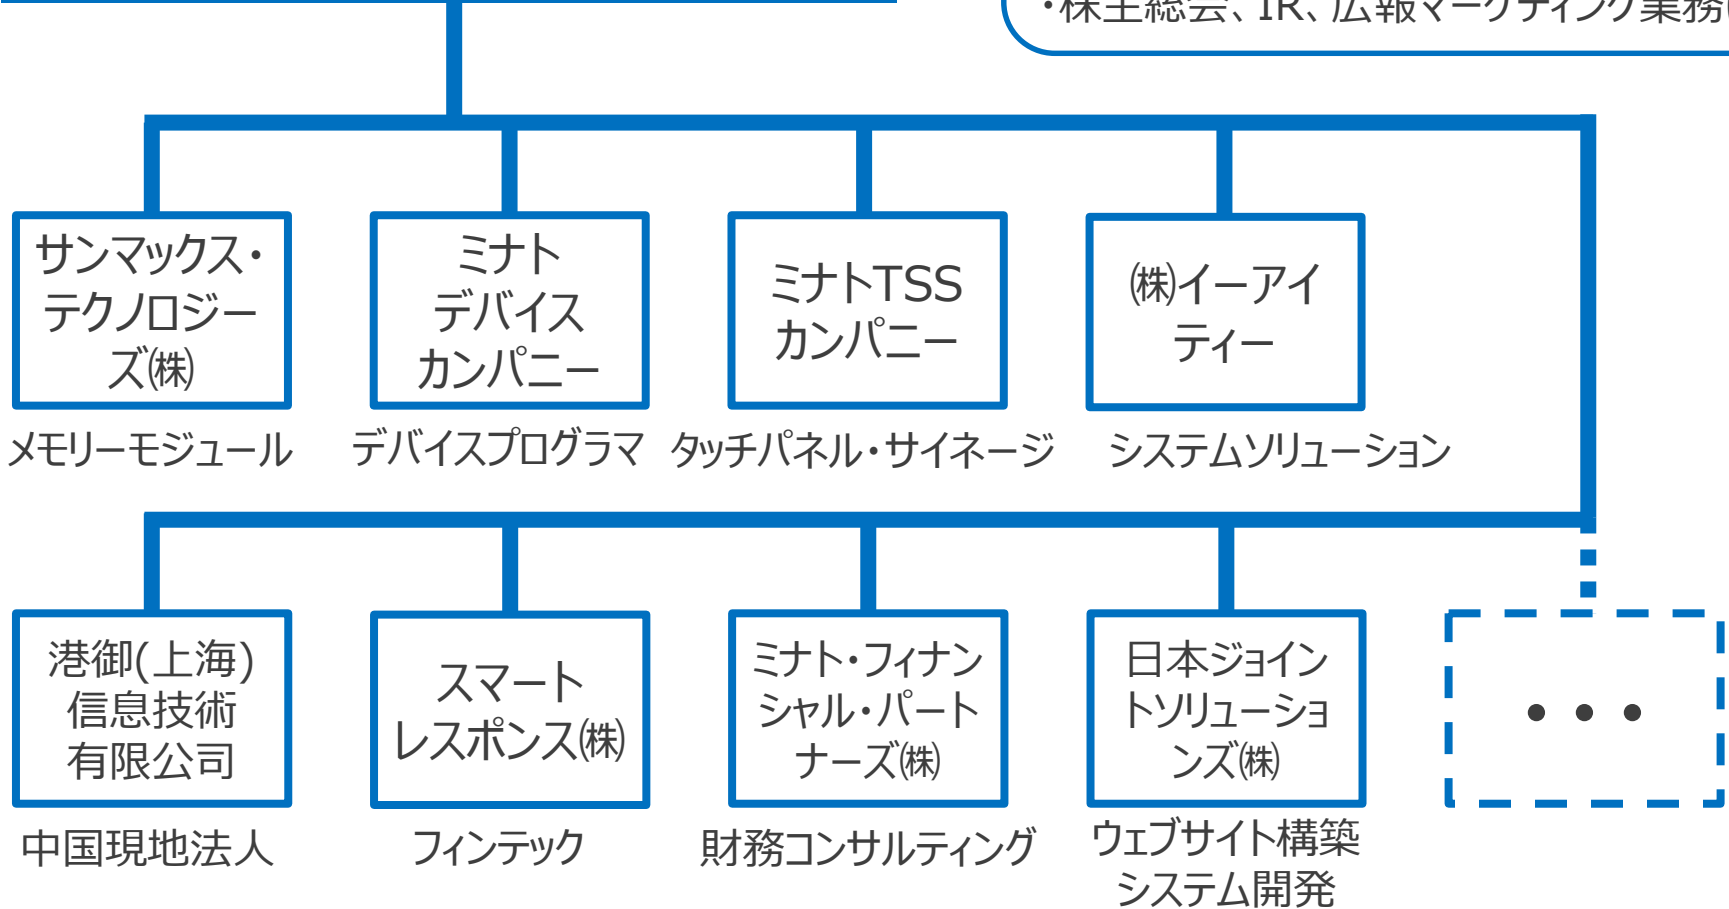 ・株主総会、IR、広報マーケティング業務
サンマックス・
テクノロジー
ズ㈱
ミナト
デバイス
カンパニー
ミナトTSS
カンパニー
㈱イーアイ
ティー
メモリーモジュール
デバイスプログラマ
タッチパネル・サイネージ
システムソリューション
港御(上海)
信息技術
有限公司
スマート
レスポンス㈱
ミナト・フィナン
シャル・パート
ナーズ㈱
日本ジョイン
トソリューショ
ンズ㈱
•••
中国現地法人
フィンテック
財務コンサルティング
ウェブサイト構築
システム開発